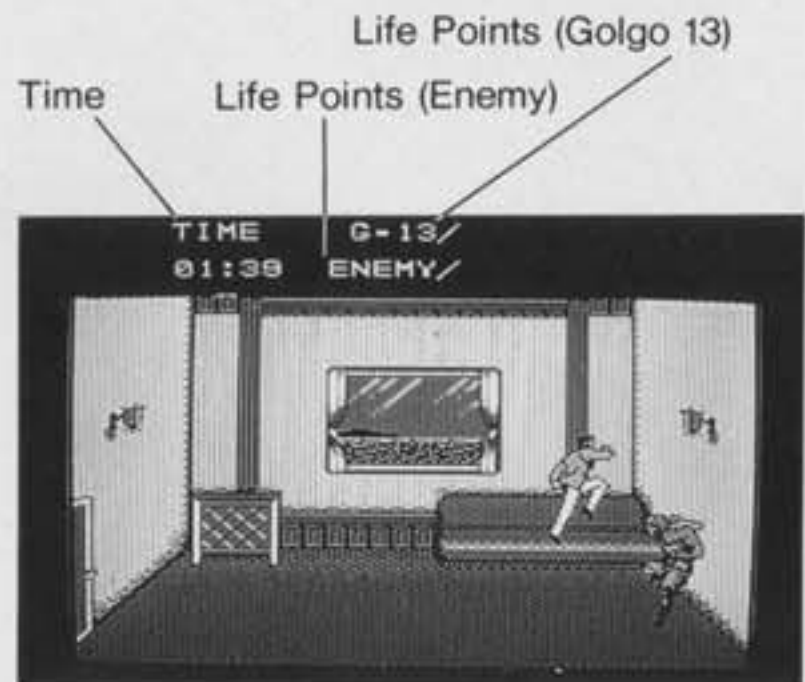 Life Points (Golgo 13)
Time Life Points (Enemy)
TIME G-13/
01:39 ENEMY/